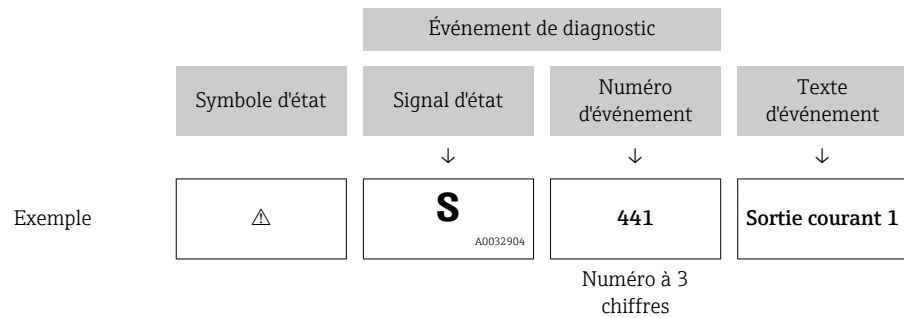 Événement de diagnostic
Symbole d'état
Signal d'état
Numéro
d'événement
Texte
d'événement
↓
↓
↓
Exemple
⚠
S
A0032904
441
Sortie courant 1
Numéro à 3
chiffres